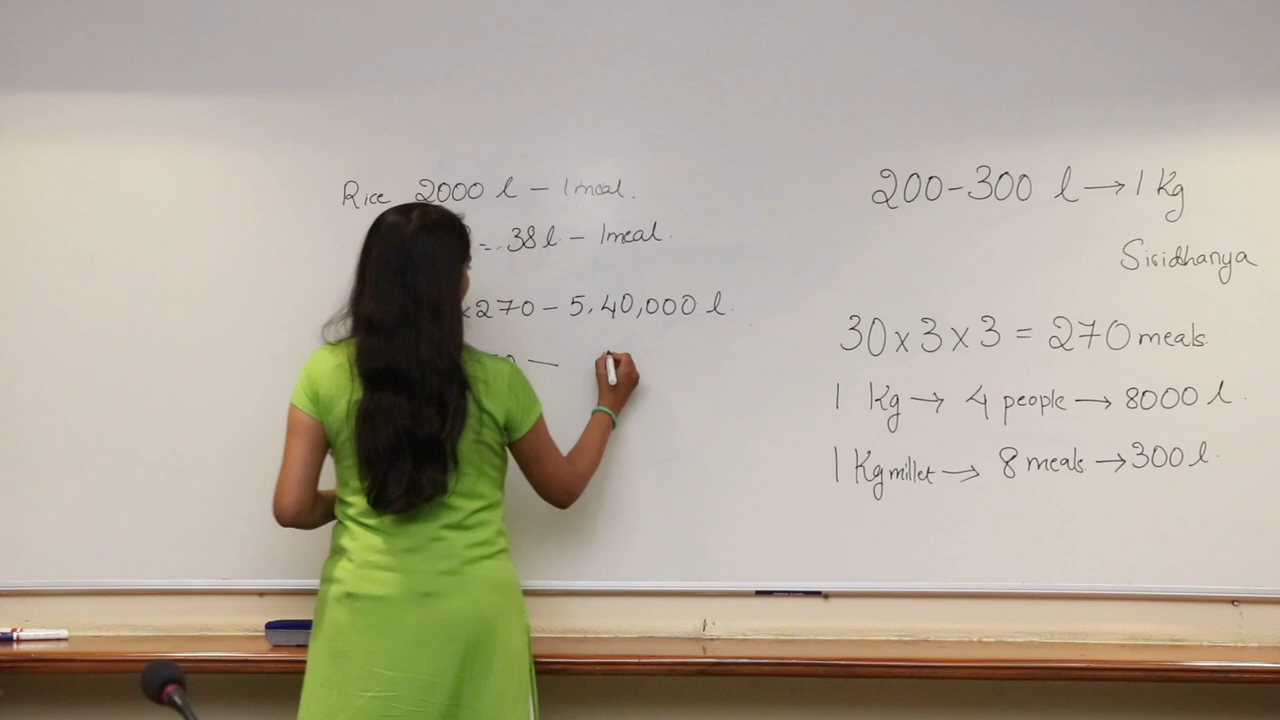 Rice 2000 l – 1meal.
= 38 l – 1meal.
x270 – 5,40,000 l.
—
200-300 l → 1 Kg
Siridhanya
30 x 3 x 3 = 270 meals.
1 Kg → 4 people → 8000 l.
1 Kg millet → 8 meals → 300 l.